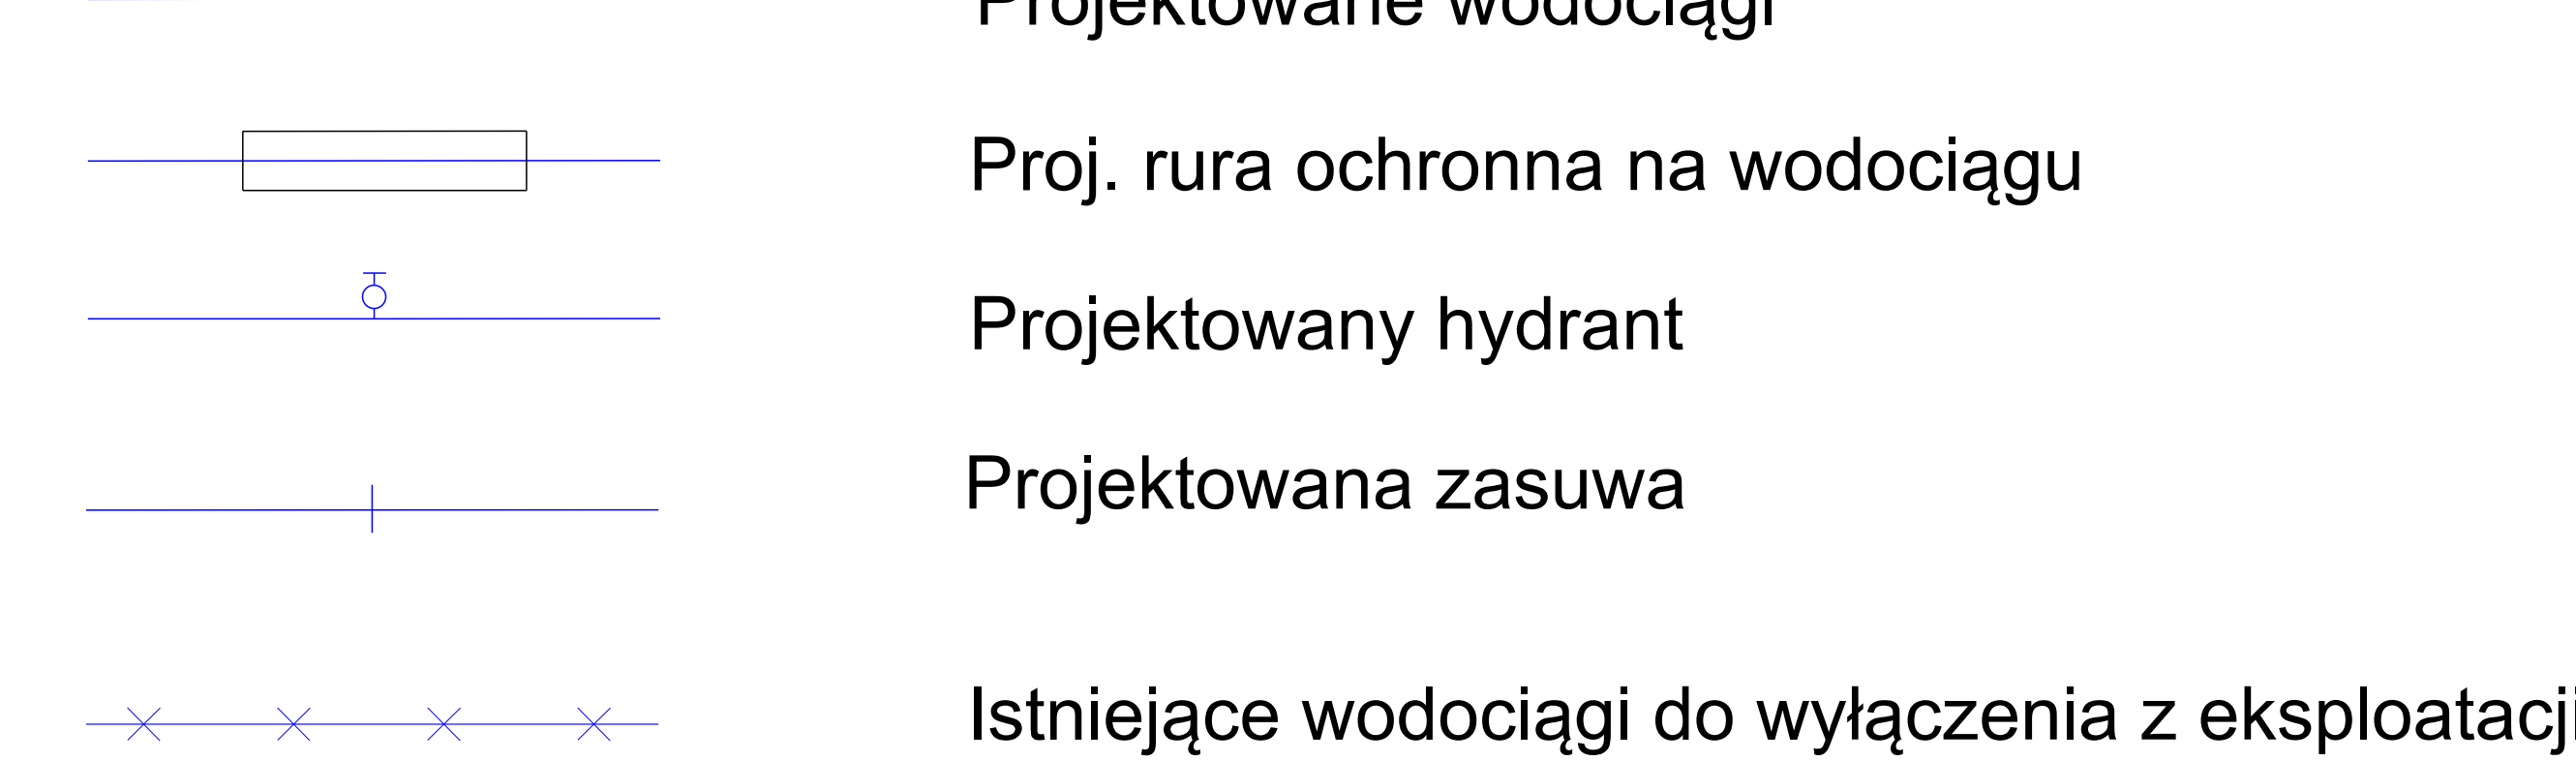 Projektowane wodociągi
Proj. rura ochronna na wodociągu
Projektowany hydrant
Projektowana zasuwa
Istniejące wodociągi do wyłączenia z eksploatacji